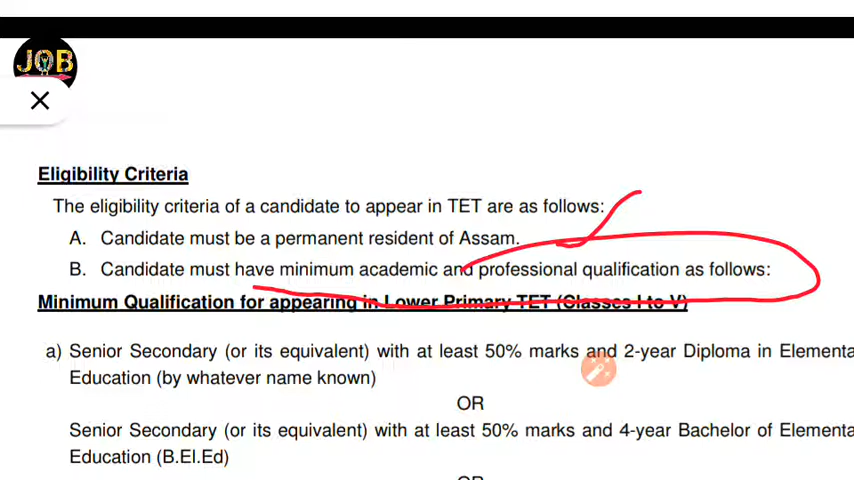 JOB
Eligibility Criteria
The eligibility criteria of a candidate to appear in TET are as follows:
A. Candidate must be a permanent resident of Assam.
B. Candidate must have minimum academic and professional qualification as follows:
Minimum Qualification for appearing in Lower Primary TET (Classes I to V)
a) Senior Secondary (or its equivalent) with at least 50% marks and 2-year Diploma in Elementa
Education (by whatever name known)
OR
Senior Secondary (or its equivalent) with at least 50% marks and 4-year Bachelor of Elementa
Education (B.El.Ed)
OR